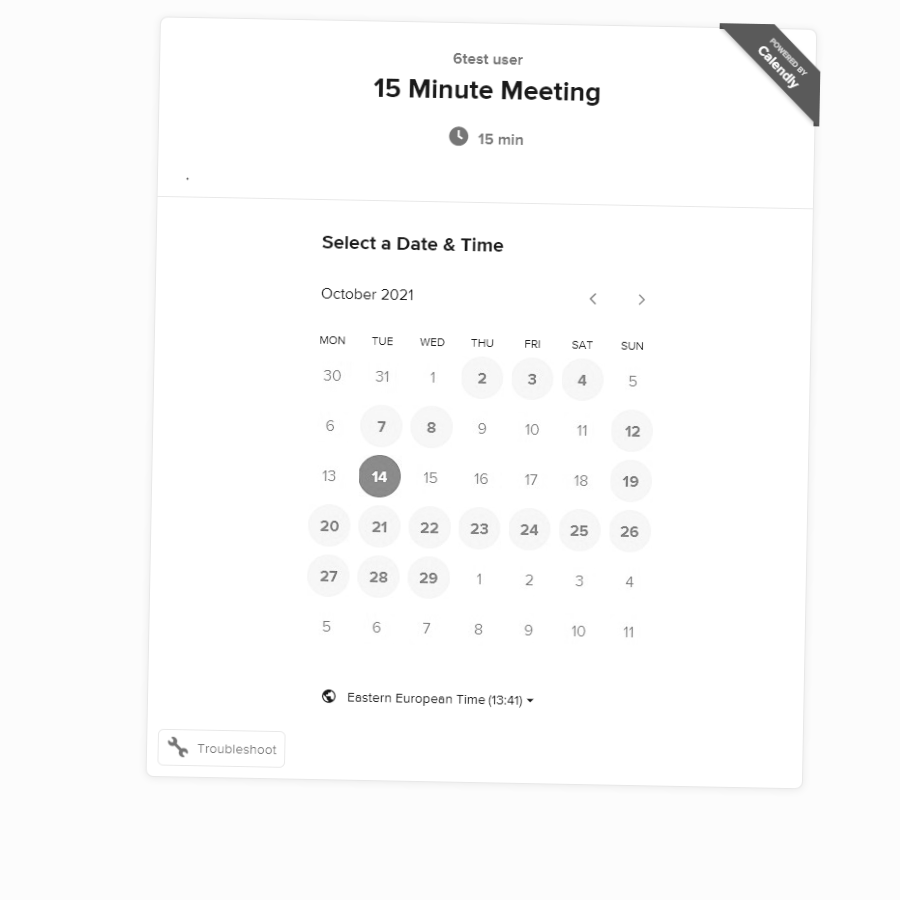 6test user
15 Minute Meeting
15 min
POWERED BY
Calendly
.
Select a Date & Time
October 2021
MON TUE WED THU FRI SAT SUN
30 31 1 2 3 4 5
6 7 8 9 10 11 12
13 14 15 16 17 18 19
20 21 22 23 24 25 26
27 28 29 1 2 3 4
5 6 7 8 9 10 11
Eastern European Time (13:41)
Troubleshoot